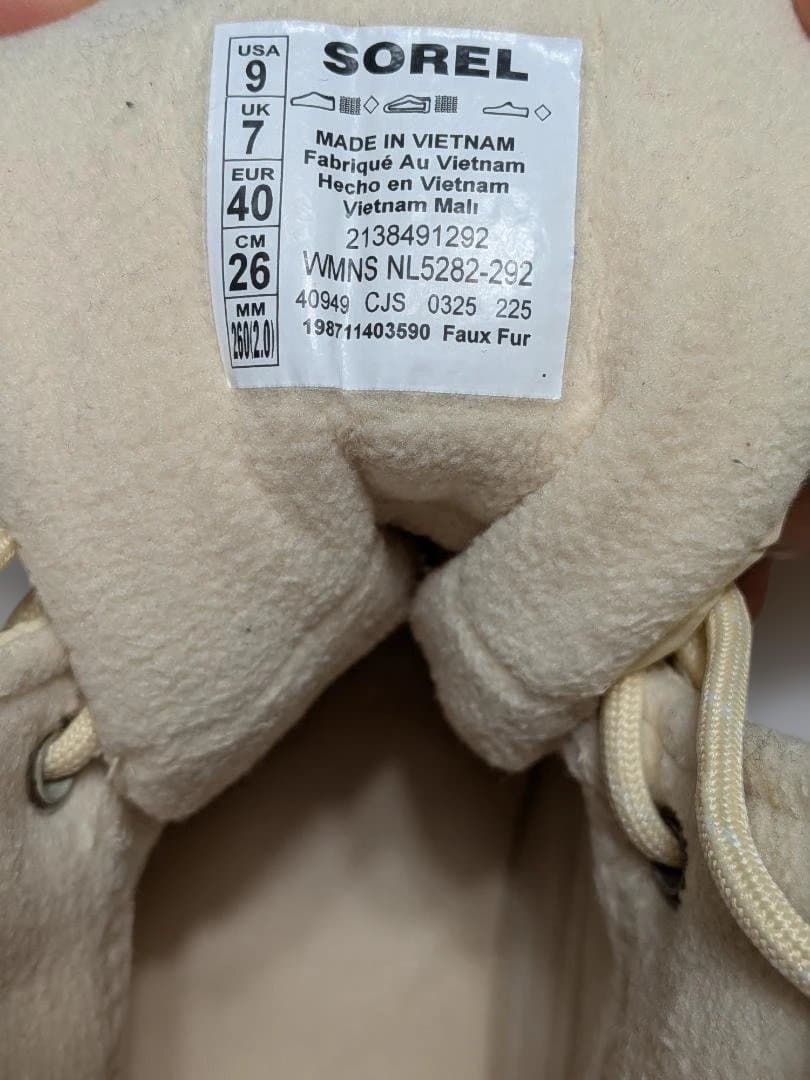 USA
9
UK
7
EUR
40
CM
26
MM
260(2.0)
SOREL
MADE IN VIETNAM
Fabriqué Au Vietnam
Hecho en Vietnam
Vietnam Malı
2138491292
WMNS NL5282-292
40949 CJS 0325 225
198711403590 Faux Fur